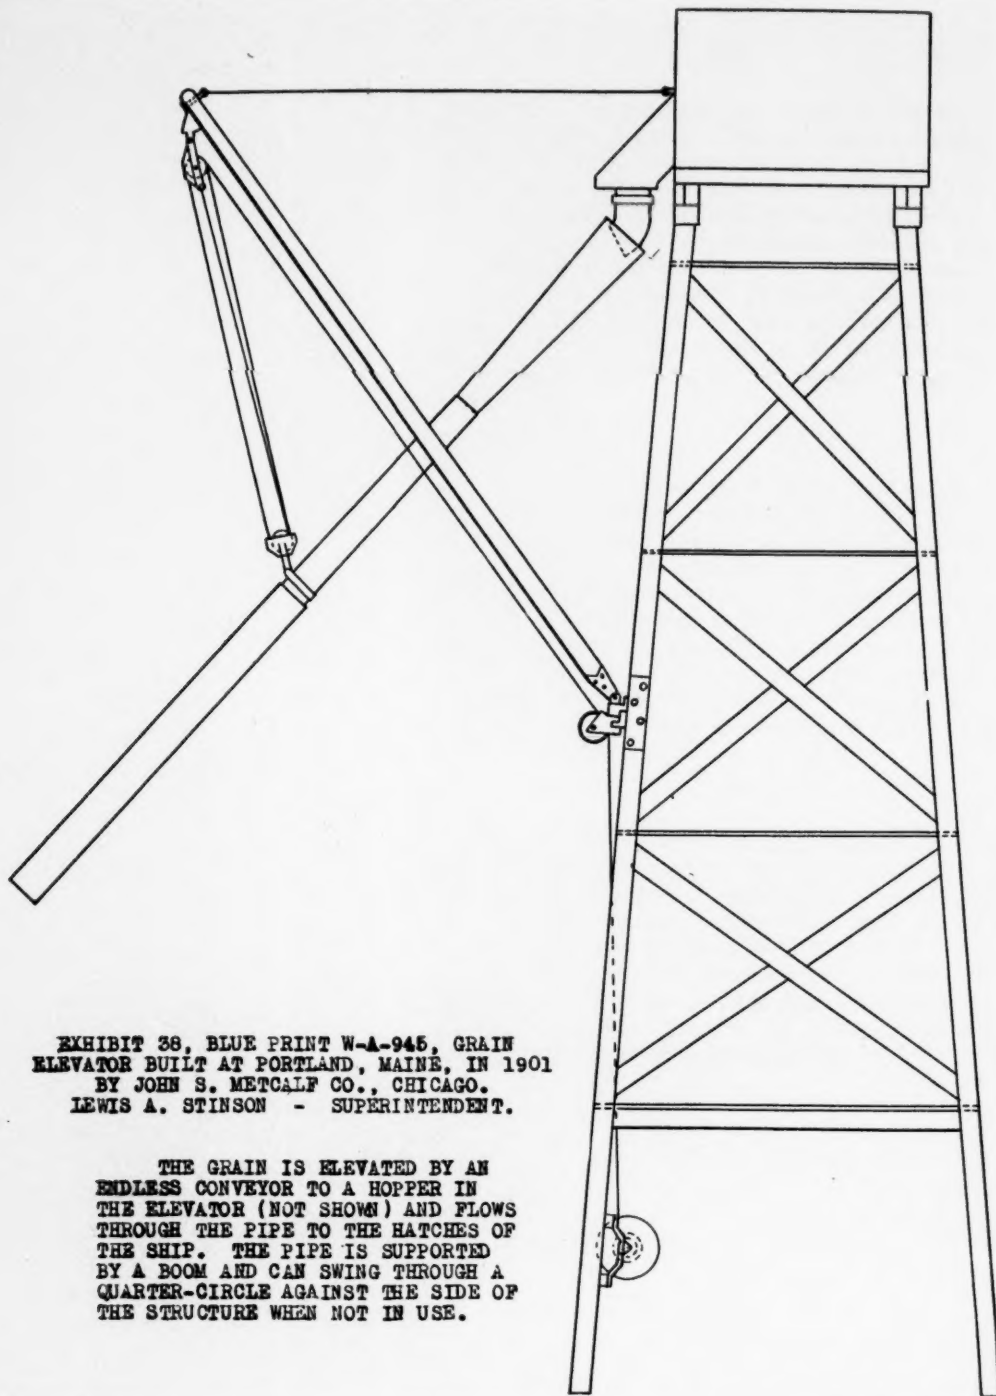 EXHIBIT 38, BLUE PRINT W-A-945, GRAIN
ELEVATOR BUILT AT PORTLAND, MAINE, IN 1901
BY JOHN S. METCALF CO., CHICAGO.
LEWIS A. STINSON - SUPERINTENDENT.
THE GRAIN IS ELEVATED BY AN
ENDLESS CONVEYOR TO A HOPPER IN
THE ELEVATOR (NOT SHOWN) AND FLOWS
THROUGH THE PIPE TO THE HATCHES OF
THE SHIP. THE PIPE IS SUPPORTED
BY A BOOM AND CAN SWING THROUGH A
QUARTER-CIRCLE AGAINST THE SIDE OF
THE STRUCTURE WHEN NOT IN USE.